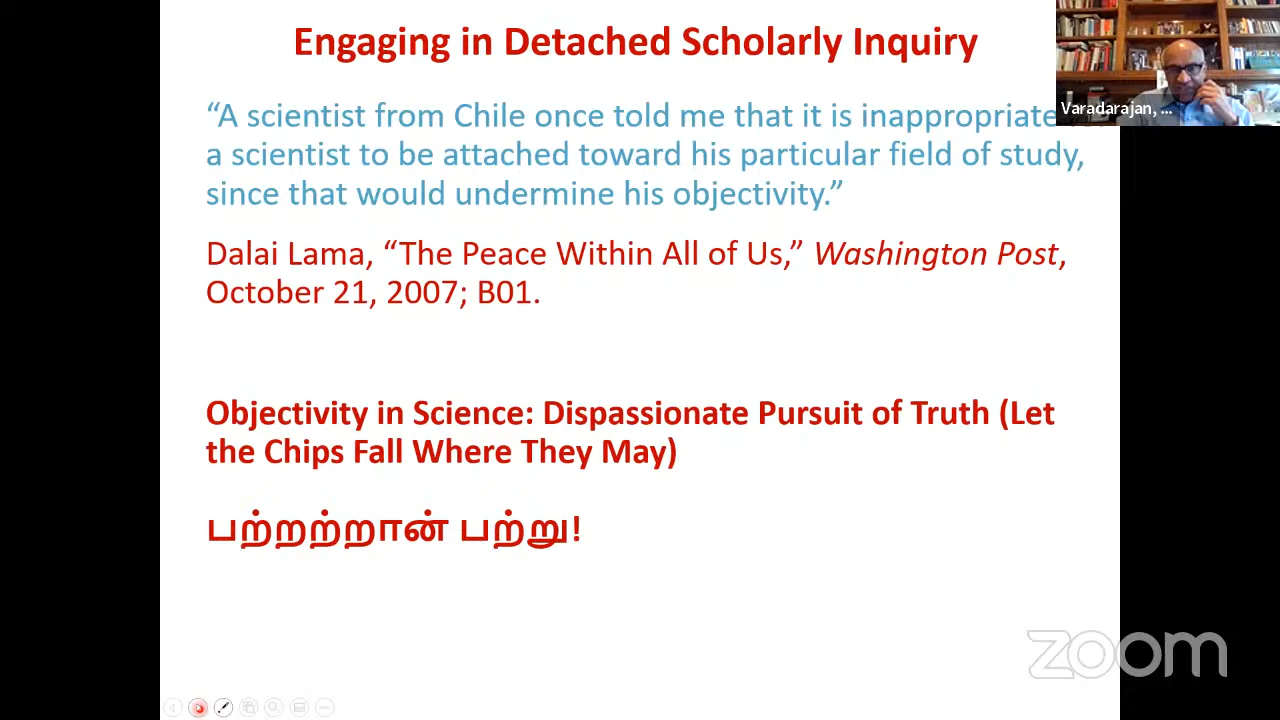 Engaging in Detached Scholarly Inquiry
“A scientist from Chile once told me that it is inappropriate
a scientist to be attached toward his particular field of study,
since that would undermine his objectivity.”
Dalai Lama, “The Peace Within All of Us,” Washington Post,
October 21, 2007; B01.
Objectivity in Science: Dispassionate Pursuit of Truth (Let
the Chips Fall Where They May)
பற்றற்றான் பற்று!
Varadarajan, ...
zoom